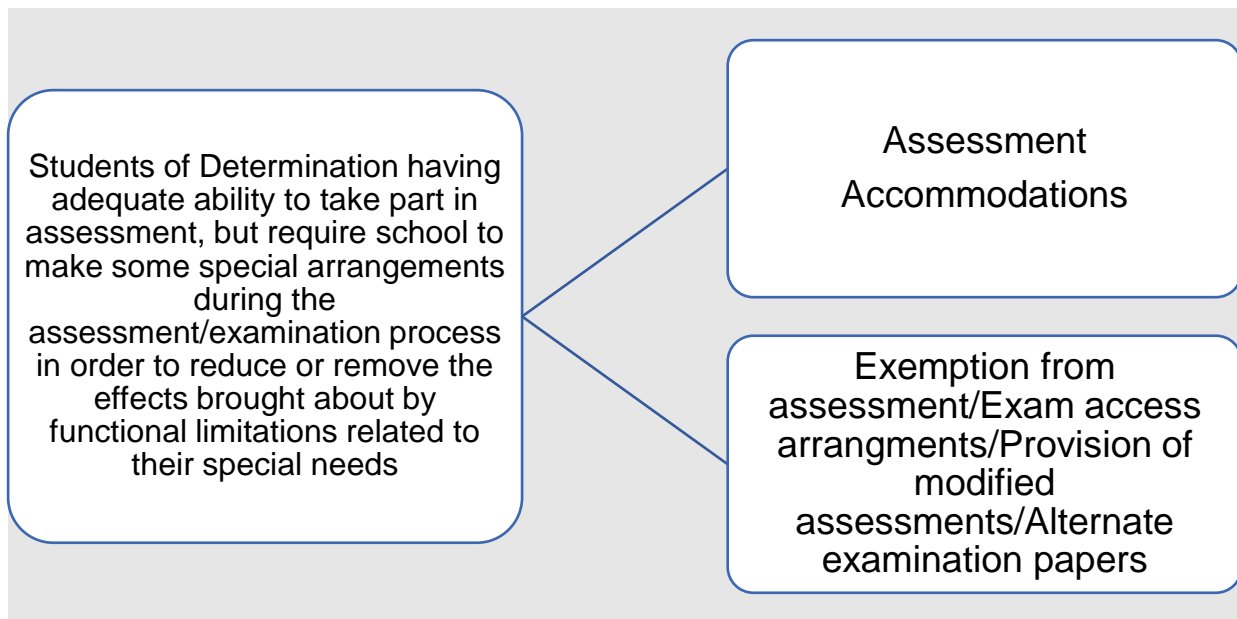 Students of Determination having
adequate ability to take part in
assessment, but require school to
make some special arrangements
during the
assessment/examination process
in order to reduce or remove the
effects brought about by
functional limitations related to
their special needs
Assessment
Accommodations
Exemption from
assessment/Exam access
arrangments/Provision of
modified
assessments/Alternate
examination papers